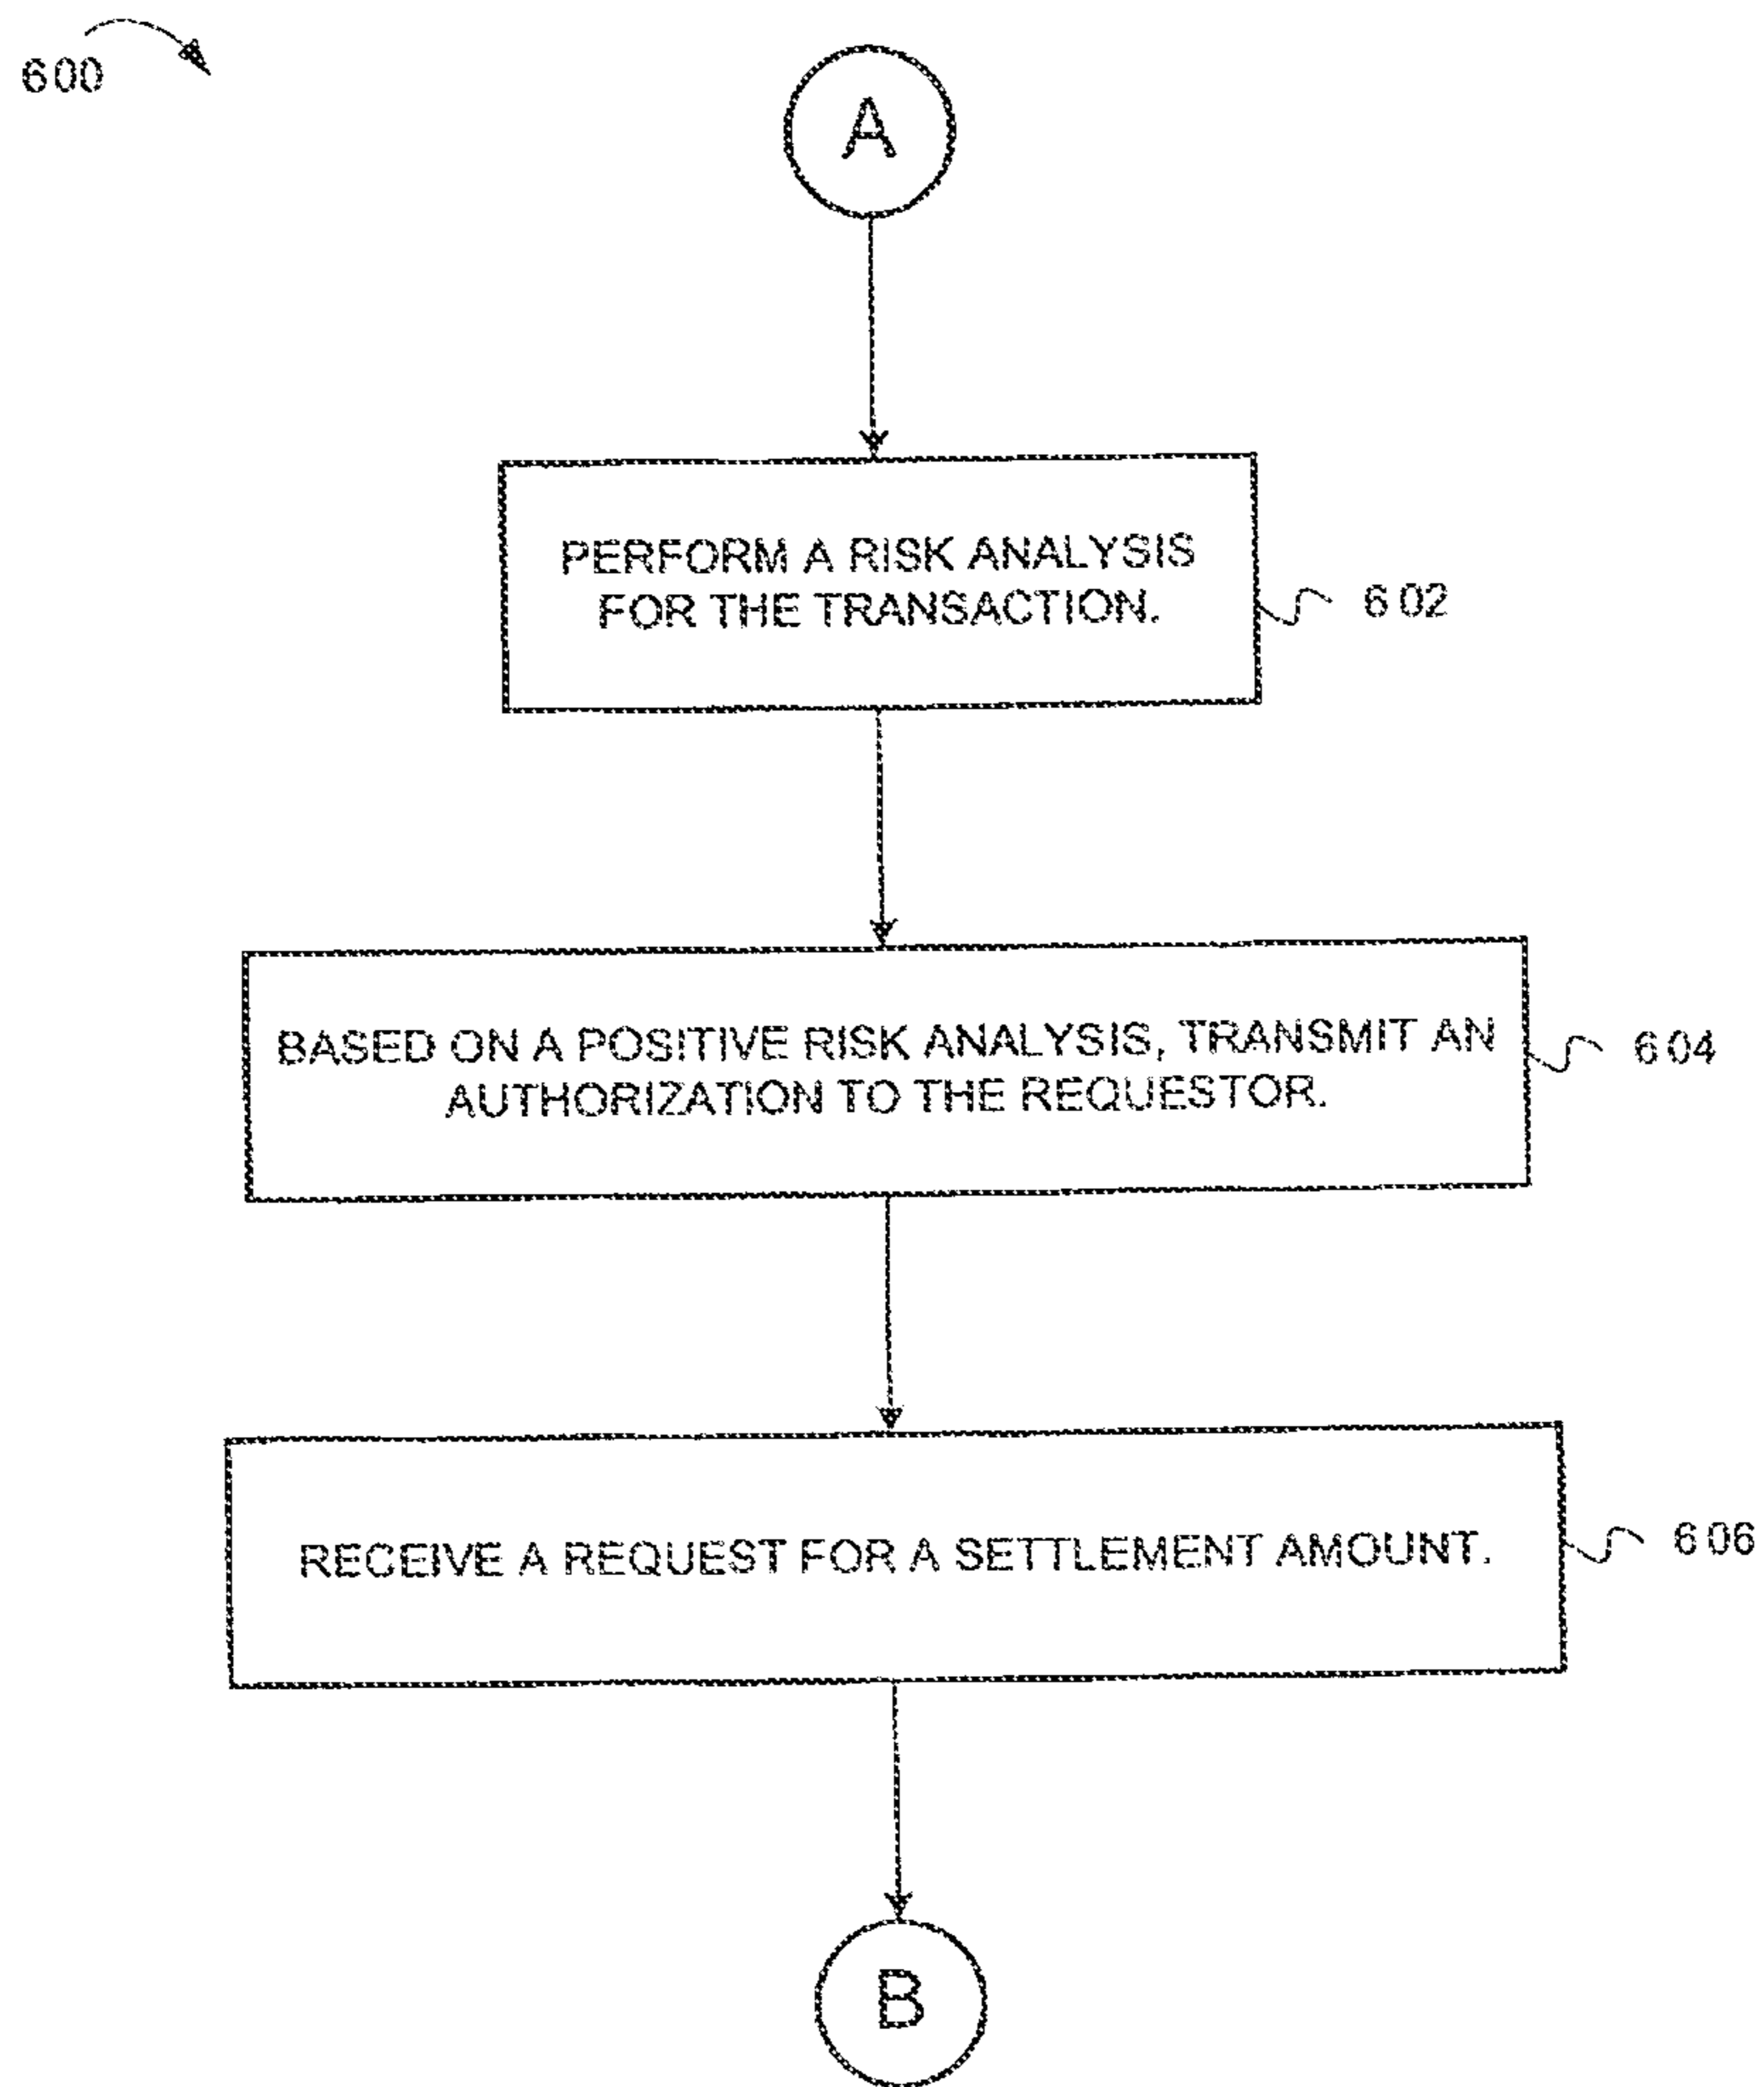 600
A
PERFORM A RISK ANALYSIS
FOR THE TRANSACTION.
602
BASED ON A POSITIVE RISK ANALYSIS, TRANSMIT AN
AUTHORIZATION TO THE REQUESTOR.
604
RECEIVE A REQUEST FOR A SETTLEMENT AMOUNT.
606
B